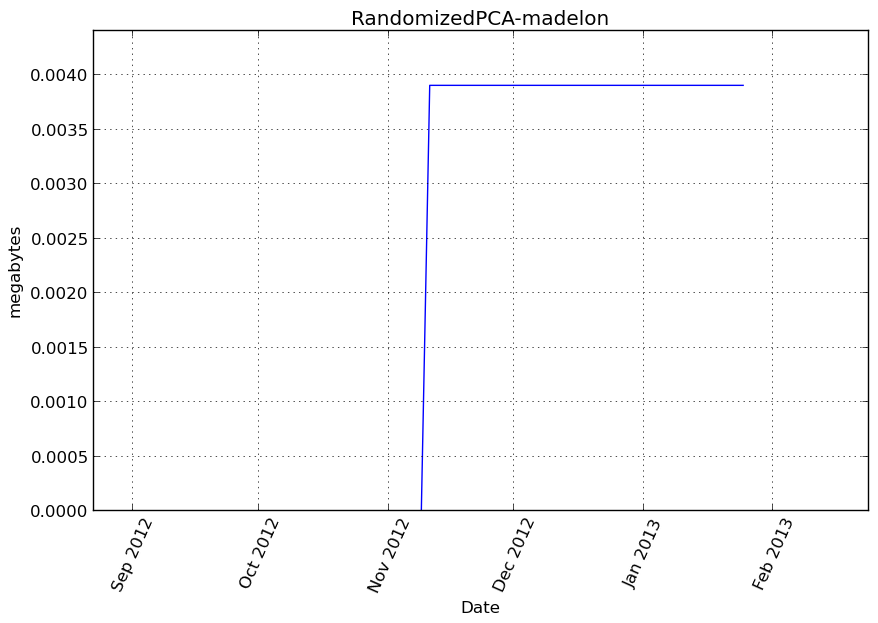 RandomizedPCA-madelon
0.0040
0.0035
0.0030
0.0025
0.0020
0.0015
0.0010
0.0005
0.0000
megabytes
Sep 2012
Oct 2012
Nov 2012
Dec 2012
Jan 2013
Feb 2013
Date